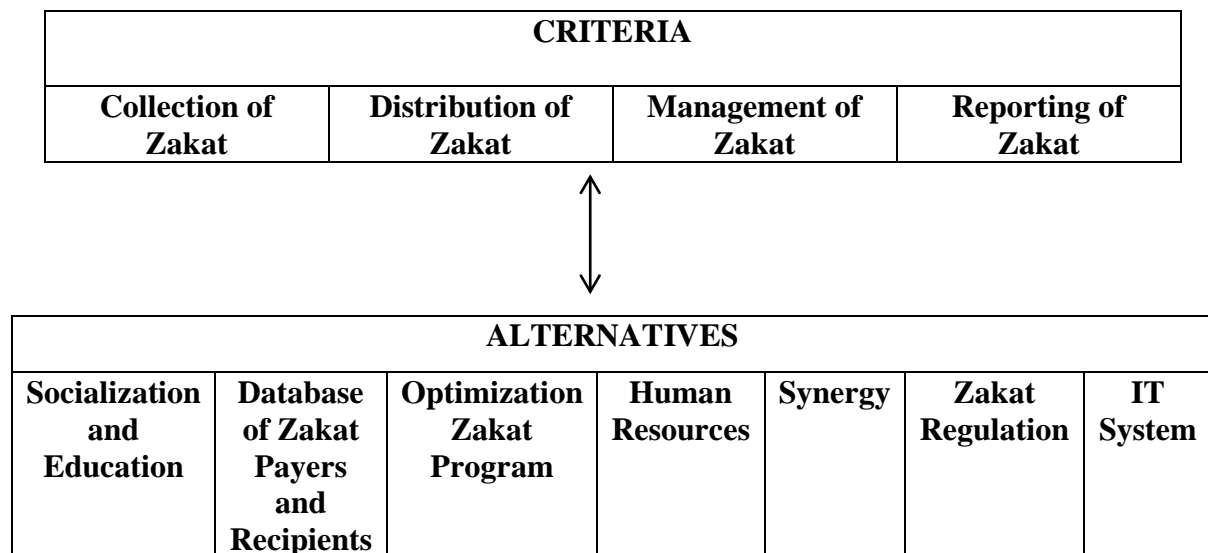 CRITERIA
Collection of
Zakat
Distribution of
Zakat
Management of
Zakat
Reporting of
Zakat
ALTERNATIVES
Socialization
and
Education
Database
of Zakat
Payers
and
Recipients
Optimization
Zakat
Program
Human
Resources
Synergy
Zakat
Regulation
IT
System